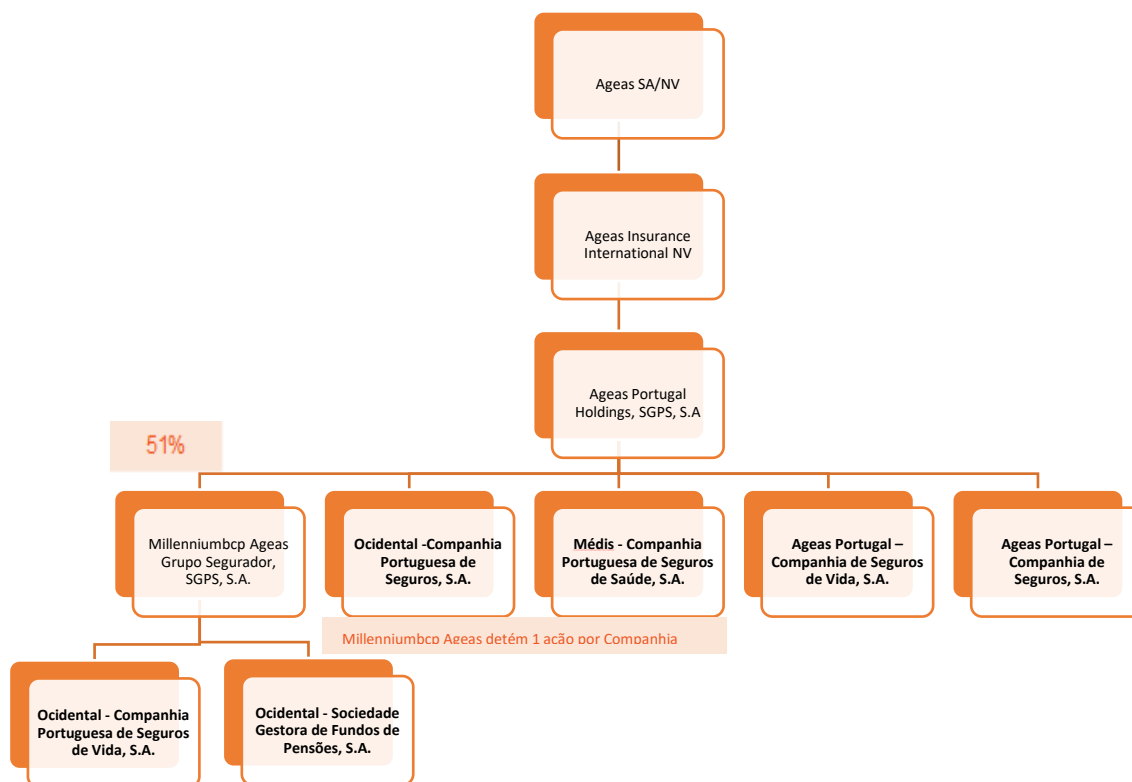 Ageas SA/NV
Ageas Insurance
International NV
Ageas Portugal
Holdings, SGPS, S.A
51%
Millenniumbcp Ageas
Grupo Segurador,
SGPS, S.A.
Ocidental -Companhia
Portuguesa de
Seguros, S.A.
Médis - Companhia
Portuguesa de Seguros
de Saúde, S.A.
Ageas Portugal –
Companhia de Seguros
de Vida, S.A.
Ageas Portugal –
Companhia de
Seguros, S.A.
Millenniumbcp Ageas detém 1 ação por Companhia
Ocidental - Companhia
Portuguesa de Seguros
de Vida, S.A.
Ocidental - Sociedade
Gestora de Fundos de
Pensões, S.A.